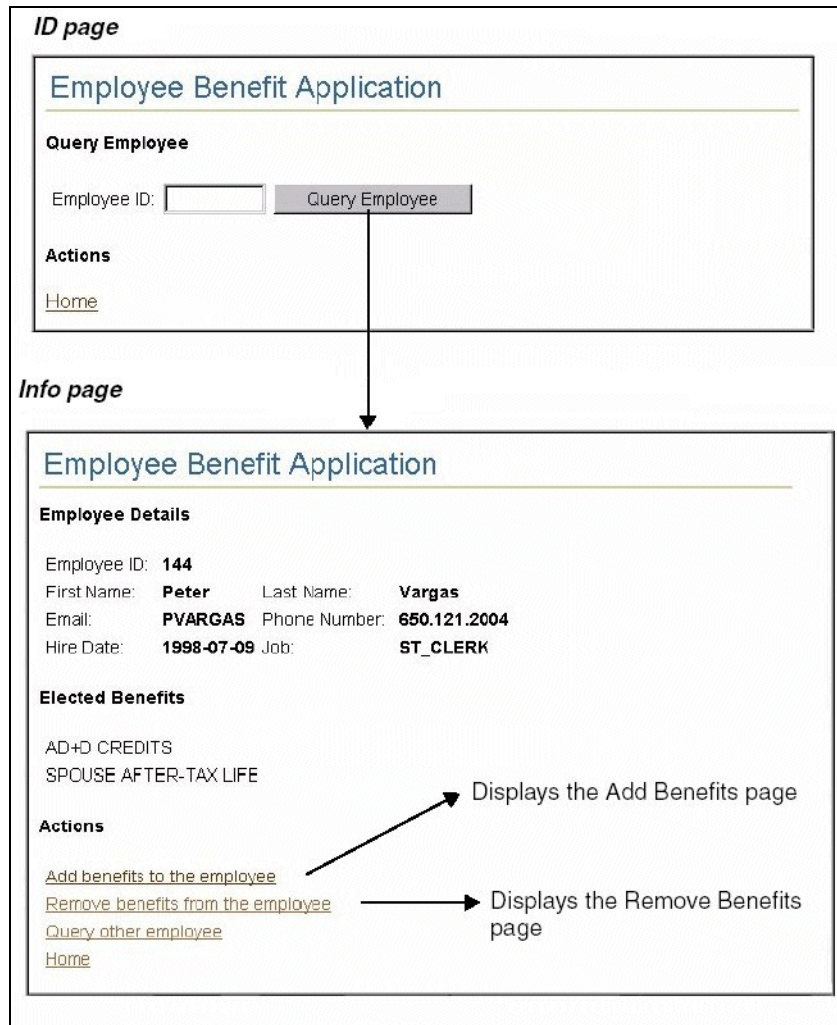 ID page
Employee Benefit Application
Query Employee
Employee ID: Query Employee
Actions
Home
Info page
Employee Benefit Application
Employee Details
Employee ID: 144
First Name: Peter Last Name: Vargas
Email: PVARGAS Phone Number: 650.121.2004
Hire Date: 1998-07-09 Job: ST_CLERK
Elected Benefits
AD+D CREDITS
SPOUSE AFTER-TAX LIFE
Displays the Add Benefits page
Actions
Add benefits to the employee
Remove benefits from the employee
Displays the Remove Benefits
page
Query other employee
Home